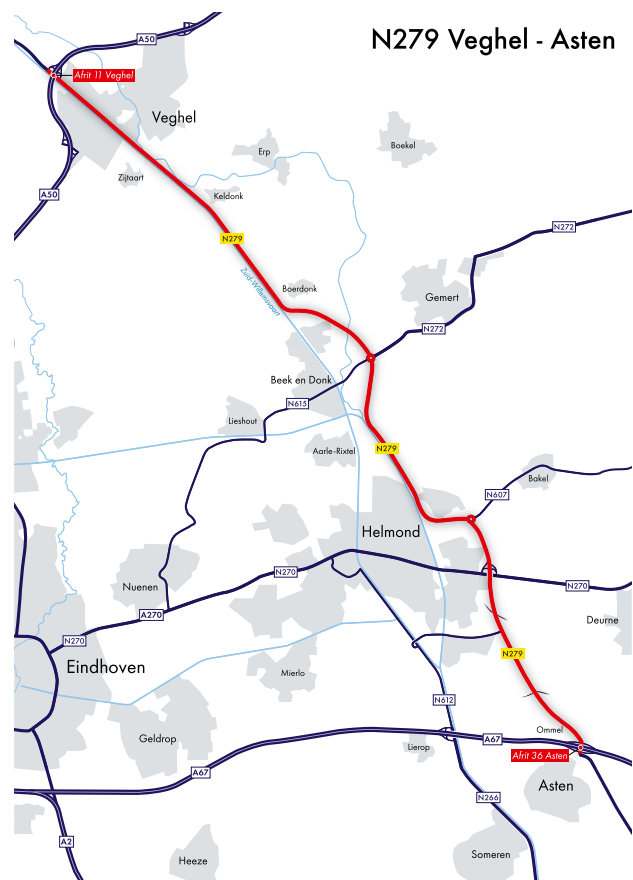 N279 Veghel - Asten
A50
Afrit 11 Veghel
Veghel
Erp
Boekel
Zijtaart
A50
Keldonk
N272
N279
Zuid-Willemsvaart
Boerdonk
Gemert
N272
Beek en Donk
N615
Lieshout
N279
Aarle-Rixtel
Bakel
N607
Helmond
N270
Nuenen
N270
A270
Deurne
N270
N279
Eindhoven
Mierlo
N612
Ommel
Geldrop
Lierop
A67
Afrit 36 Asten
A67
Asten
N266
A2
Heeze
Someren